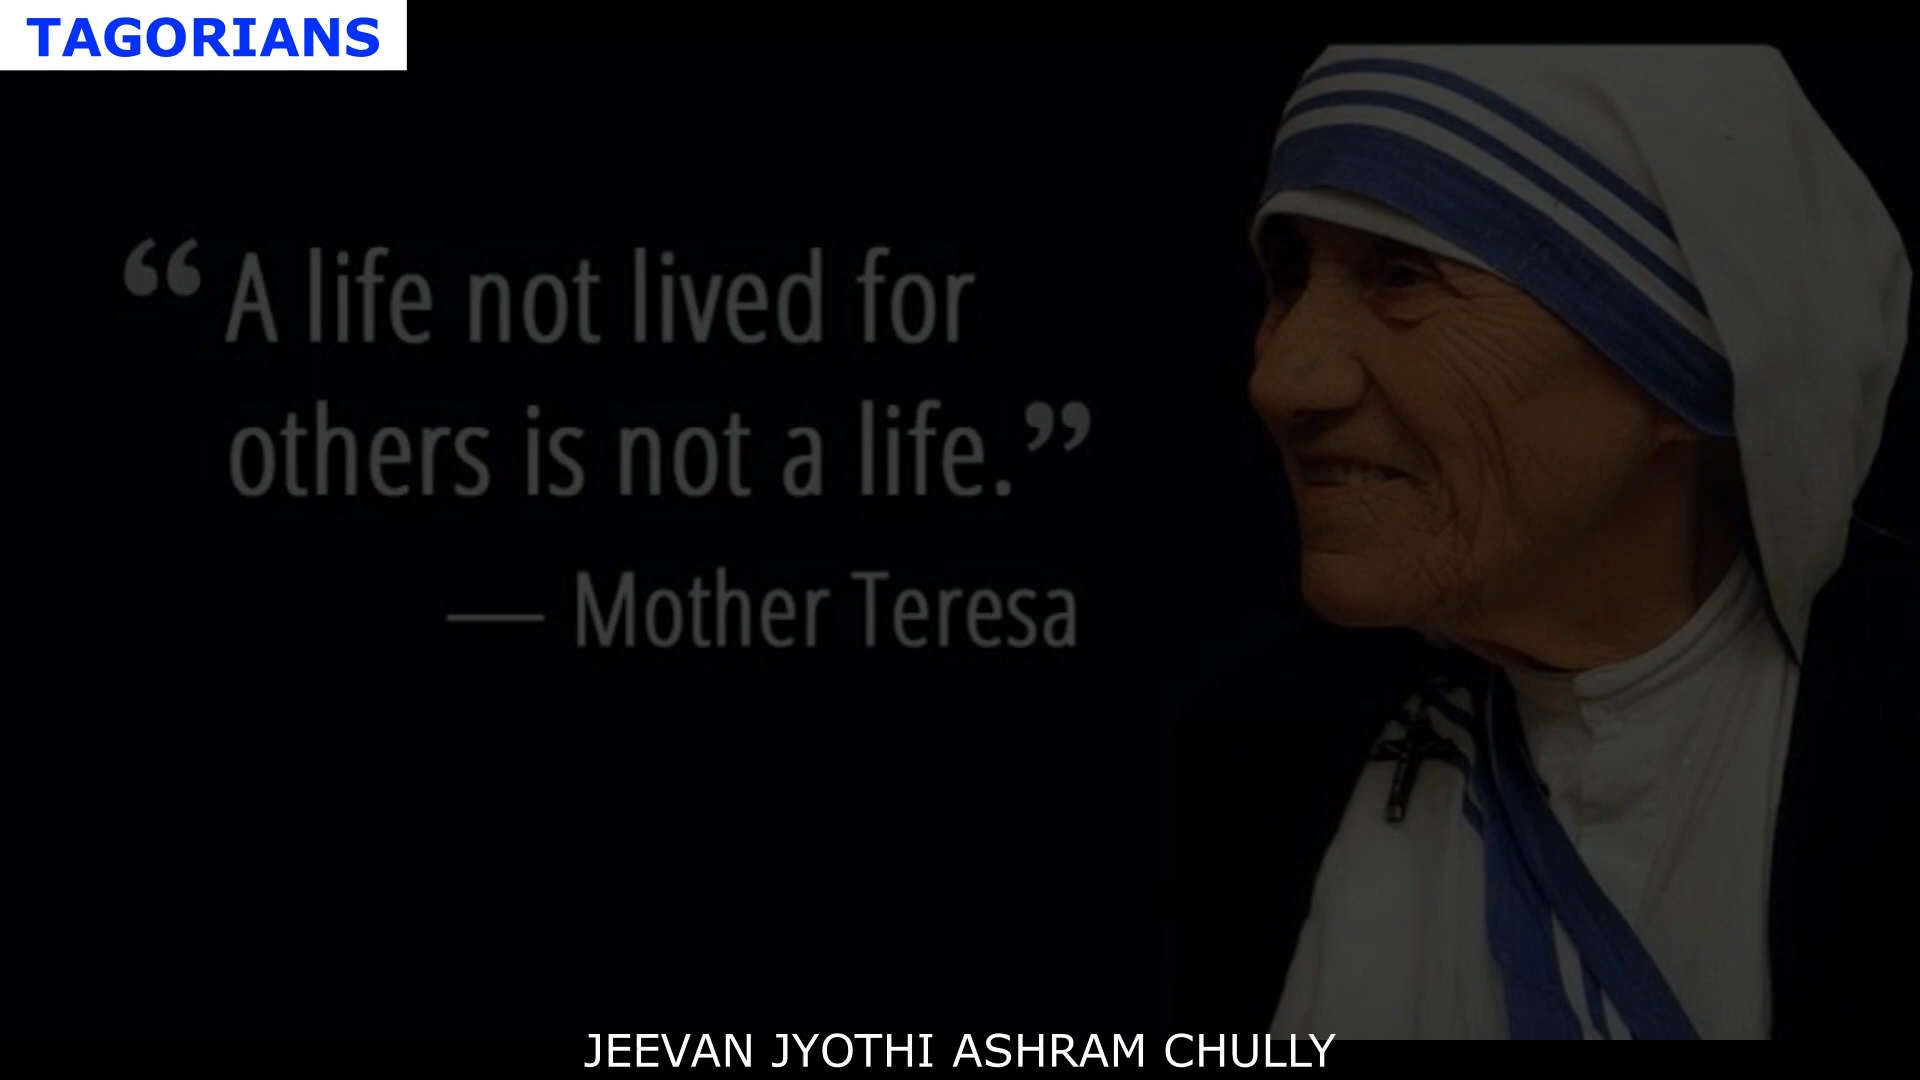 TAGORIANS
“A life not lived for
others is not a life.”
— Mother Teresa
JEEVAN JYOTHI ASHRAM CHULLY